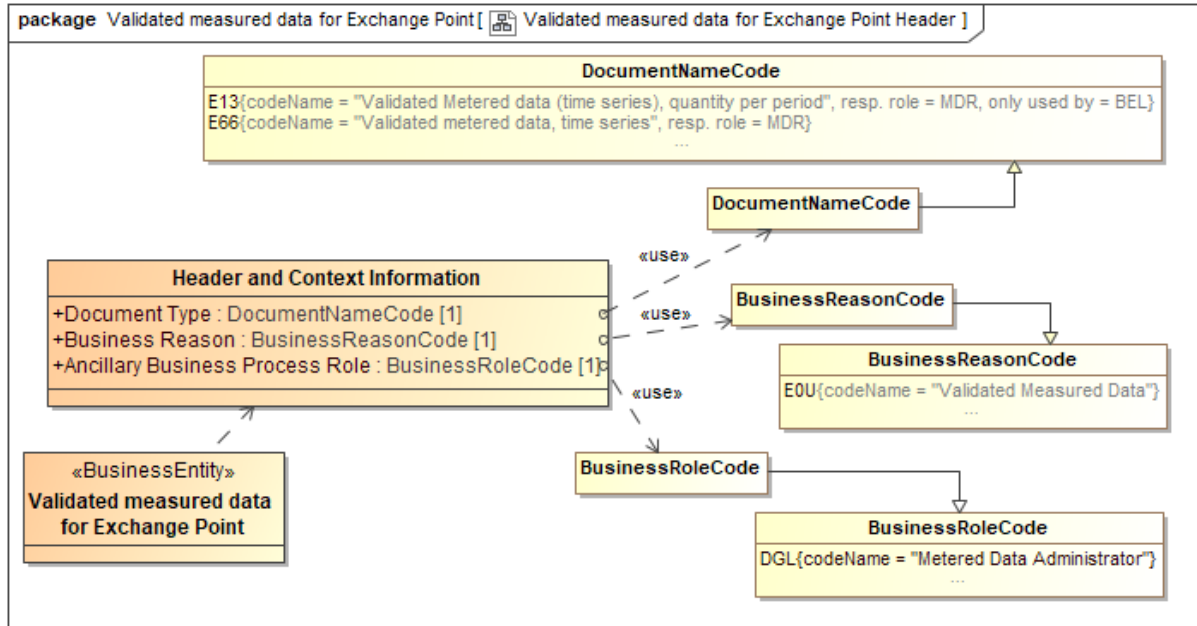 package Validated measured data for Exchange Point[ Validated measured data for Exchange Point Header ]
DocumentNameCode
E13{codeName = "Validated Metered data (time series), quantity per period", resp. role = MDR, only used by = BEL}
E66{codeName = "Validated metered data, time series", resp. role = MDR}
...
DocumentNameCode
«use»
Header and Context Information
+Document Type : DocumentNameCode [1]
+Business Reason : BusinessReasonCode [1]
+Ancillary Business Process Role : BusinessRoleCode [1]
«use»
BusinessReasonCode
BusinessReasonCode
E0U{codeName = "Validated Measured Data"}
...
«use»
«BusinessEntity»
Validated measured data
for Exchange Point
BusinessRoleCode
BusinessRoleCode
DGL{codeName = "Metered Data Administrator"}
...